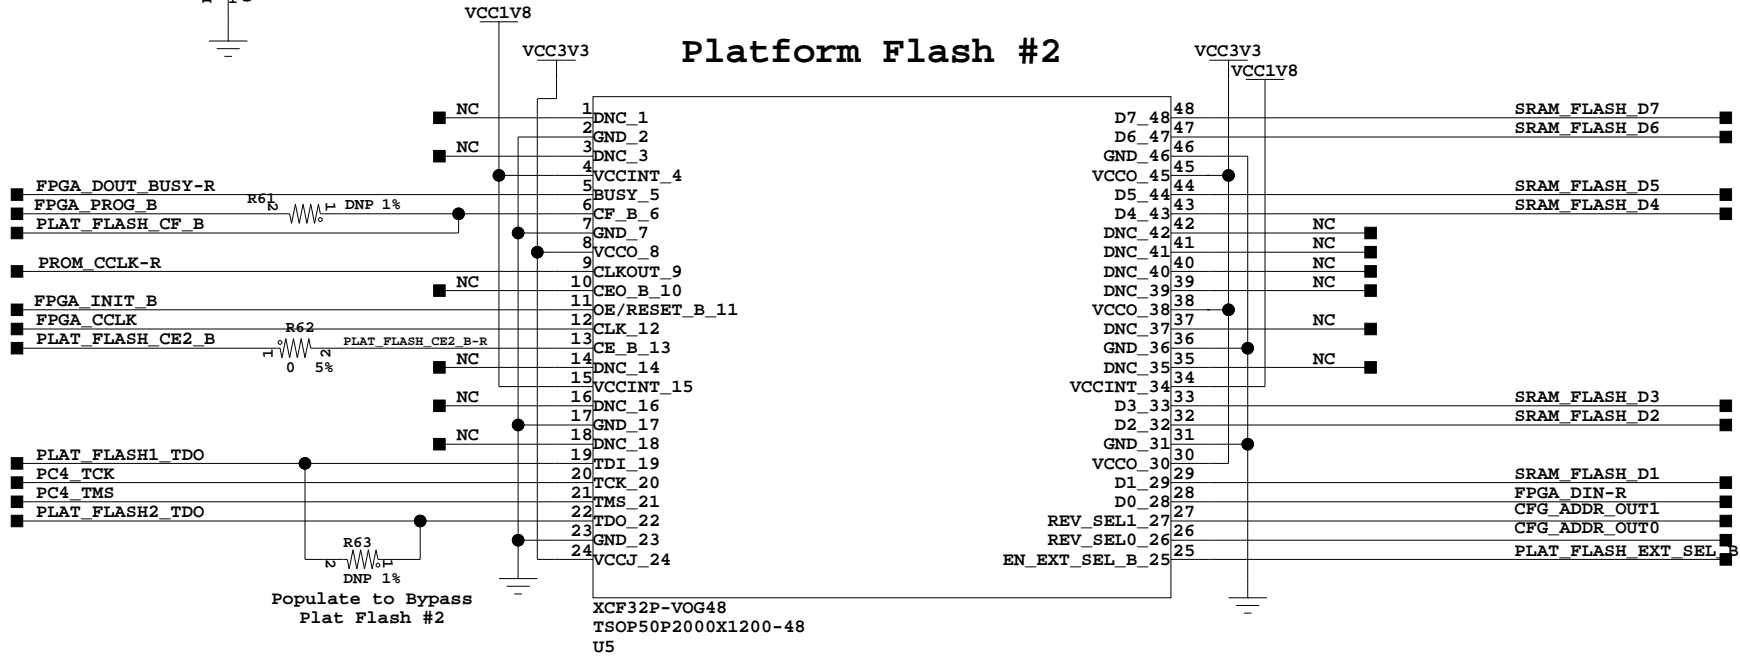 VCC1V8
VCC3V3
Platform Flash #2
VCC3V3
VCC1V8
NC 1 DNC_1
2 GND_2
NC 3 DNC_3
4 VCCINT_4
FPGA_DOUT_BUSY-R 5 BUSY_5
FPGA_PROG_B R61 2 1 DNP 1% 6 CF_B_6
PLAT_FLASH_CF_B 7 GND_7
8 VCCO_8
PROM_CCLK-R 9 CLKOUT_9
NC 10 CEO_B_10
FPGA_INIT_B 11 OE/RESET_B_11
FPGA_CCLK 12 CLK_12
PLAT_FLASH_CE2_B R62 1 2 0 5% PLAT_FLASH_CE2_B-R 13 CE_B_13
NC 14 DNC_14
15 VCCINT_15
NC 16 DNC_16
17 GND_17
NC 18 DNC_18
PLAT_FLASH1_TDO 19 TDI_19
PC4_TCK 20 TCK_20
PC4_TMS 21 TMS_21
PLAT_FLASH2_TDO 22 TDO_22
23 GND_23
24 VCCJ_24
R63
2 1
DNP 1%
Populate to Bypass
Plat Flash #2
D7_48 48 SRAM_FLASH_D7
D6_47 47 SRAM_FLASH_D6
GND_46 46
VCCO_45 45
D5_44 44 SRAM_FLASH_D5
D4_43 43 SRAM_FLASH_D4
DNC_42 42 NC
DNC_41 41 NC
DNC_40 40 NC
DNC_39 39 NC
VCCO_38 38
DNC_37 37 NC
GND_36 36
DNC_35 35 NC
VCCINT_34 34
D3_33 33 SRAM_FLASH_D3
D2_32 32 SRAM_FLASH_D2
GND_31 31
VCCO_30 30
D1_29 29 SRAM_FLASH_D1
D0_28 28 FPGA_DIN-R
REV_SEL1_27 27 CFG_ADDR_OUT1
REV_SEL0_26 26 CFG_ADDR_OUT0
EN_EXT_SEL_B_25 25 PLAT_FLASH_EXT_SEL_B
XCF32P-VOG48
TSOP50P2000X1200-48
U5